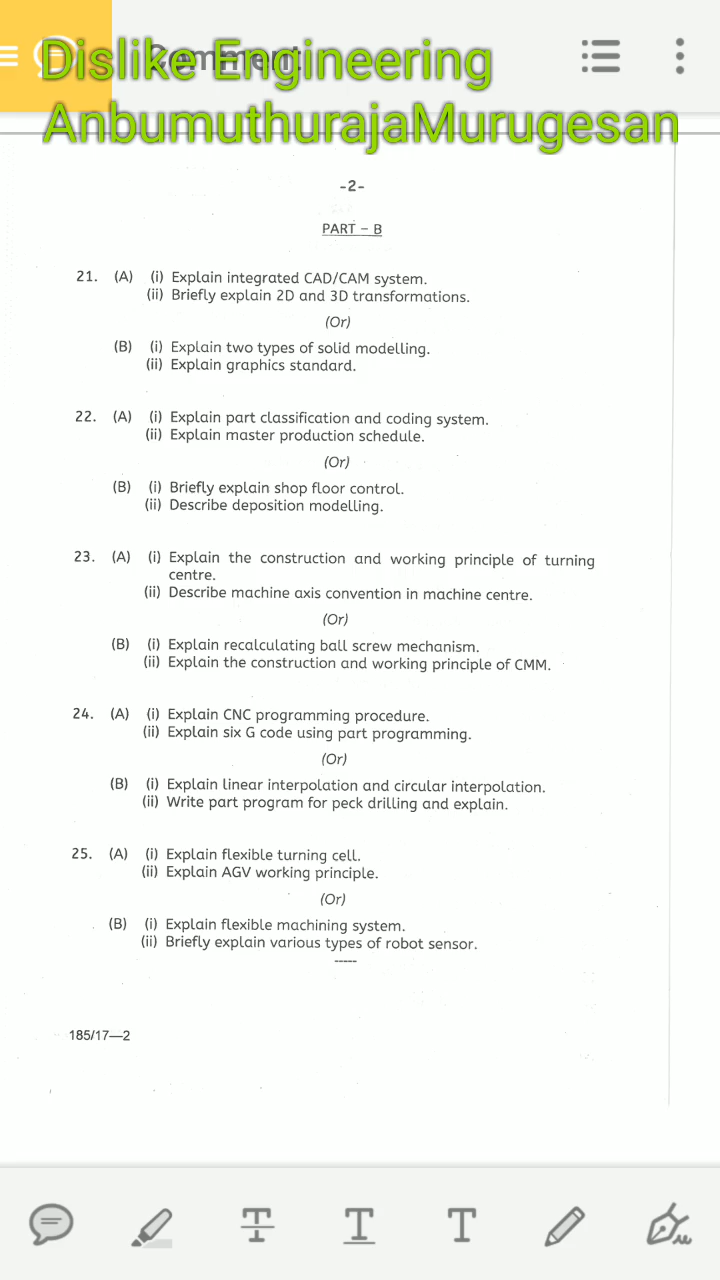 Comment
Dislike Engineering
AnbumuthurajaMurugesan
-2-
PART – B
21. (A) (i) Explain integrated CAD/CAM system.
(ii) Briefly explain 2D and 3D transformations.
(Or)
(B) (i) Explain two types of solid modelling.
(ii) Explain graphics standard.
22. (A) (i) Explain part classification and coding system.
(ii) Explain master production schedule.
(Or)
(B) (i) Briefly explain shop floor control.
(ii) Describe deposition modelling.
23. (A) (i) Explain the construction and working principle of turning
centre.
(ii) Describe machine axis convention in machine centre.
(Or)
(B) (i) Explain recalculating ball screw mechanism.
(ii) Explain the construction and working principle of CMM.
24. (A) (i) Explain CNC programming procedure.
(ii) Explain six G code using part programming.
(Or)
(B) (i) Explain linear interpolation and circular interpolation.
(ii) Write part program for peck drilling and explain.
25. (A) (i) Explain flexible turning cell.
(ii) Explain AGV working principle.
(Or)
(B) (i) Explain flexible machining system.
(ii) Briefly explain various types of robot sensor.
-----
185/17—2
T T T